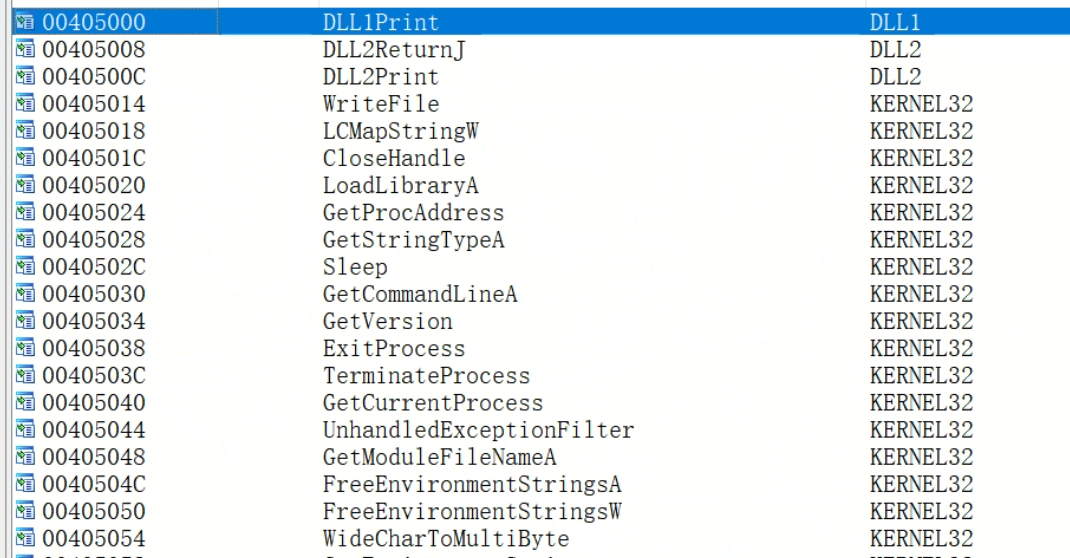 00405000 DLL1Print DLL1
00405008 DLL2ReturnJ DLL2
0040500C DLL2Print DLL2
00405014 WriteFile KERNEL32
00405018 LCMapStringW KERNEL32
0040501C CloseHandle KERNEL32
00405020 LoadLibraryA KERNEL32
00405024 GetProcAddress KERNEL32
00405028 GetStringTypeA KERNEL32
0040502C Sleep KERNEL32
00405030 GetCommandLineA KERNEL32
00405034 GetVersion KERNEL32
00405038 ExitProcess KERNEL32
0040503C TerminateProcess KERNEL32
00405040 GetCurrentProcess KERNEL32
00405044 UnhandledExceptionFilter KERNEL32
00405048 GetModuleFileNameA KERNEL32
0040504C FreeEnvironmentStringsA KERNEL32
00405050 FreeEnvironmentStringsW KERNEL32
00405054 WideCharToMultiByte KERNEL32